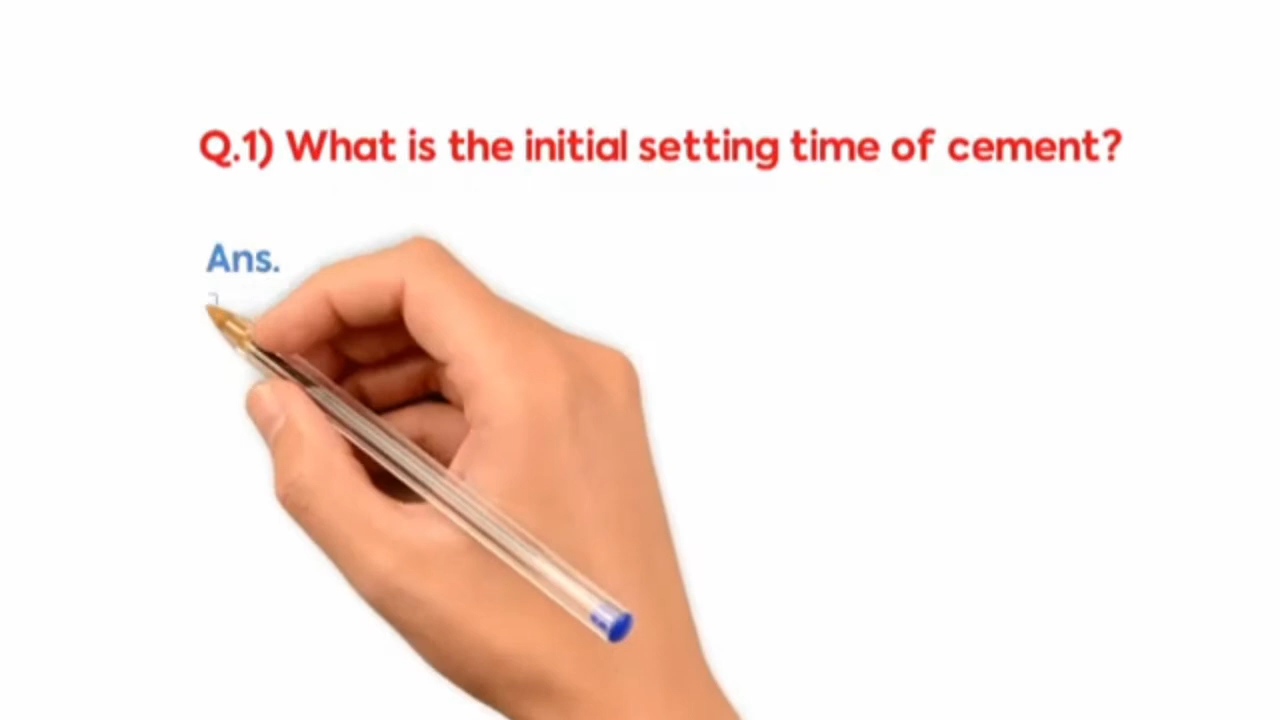 Q.1) What is the initial setting time of cement?
Ans.